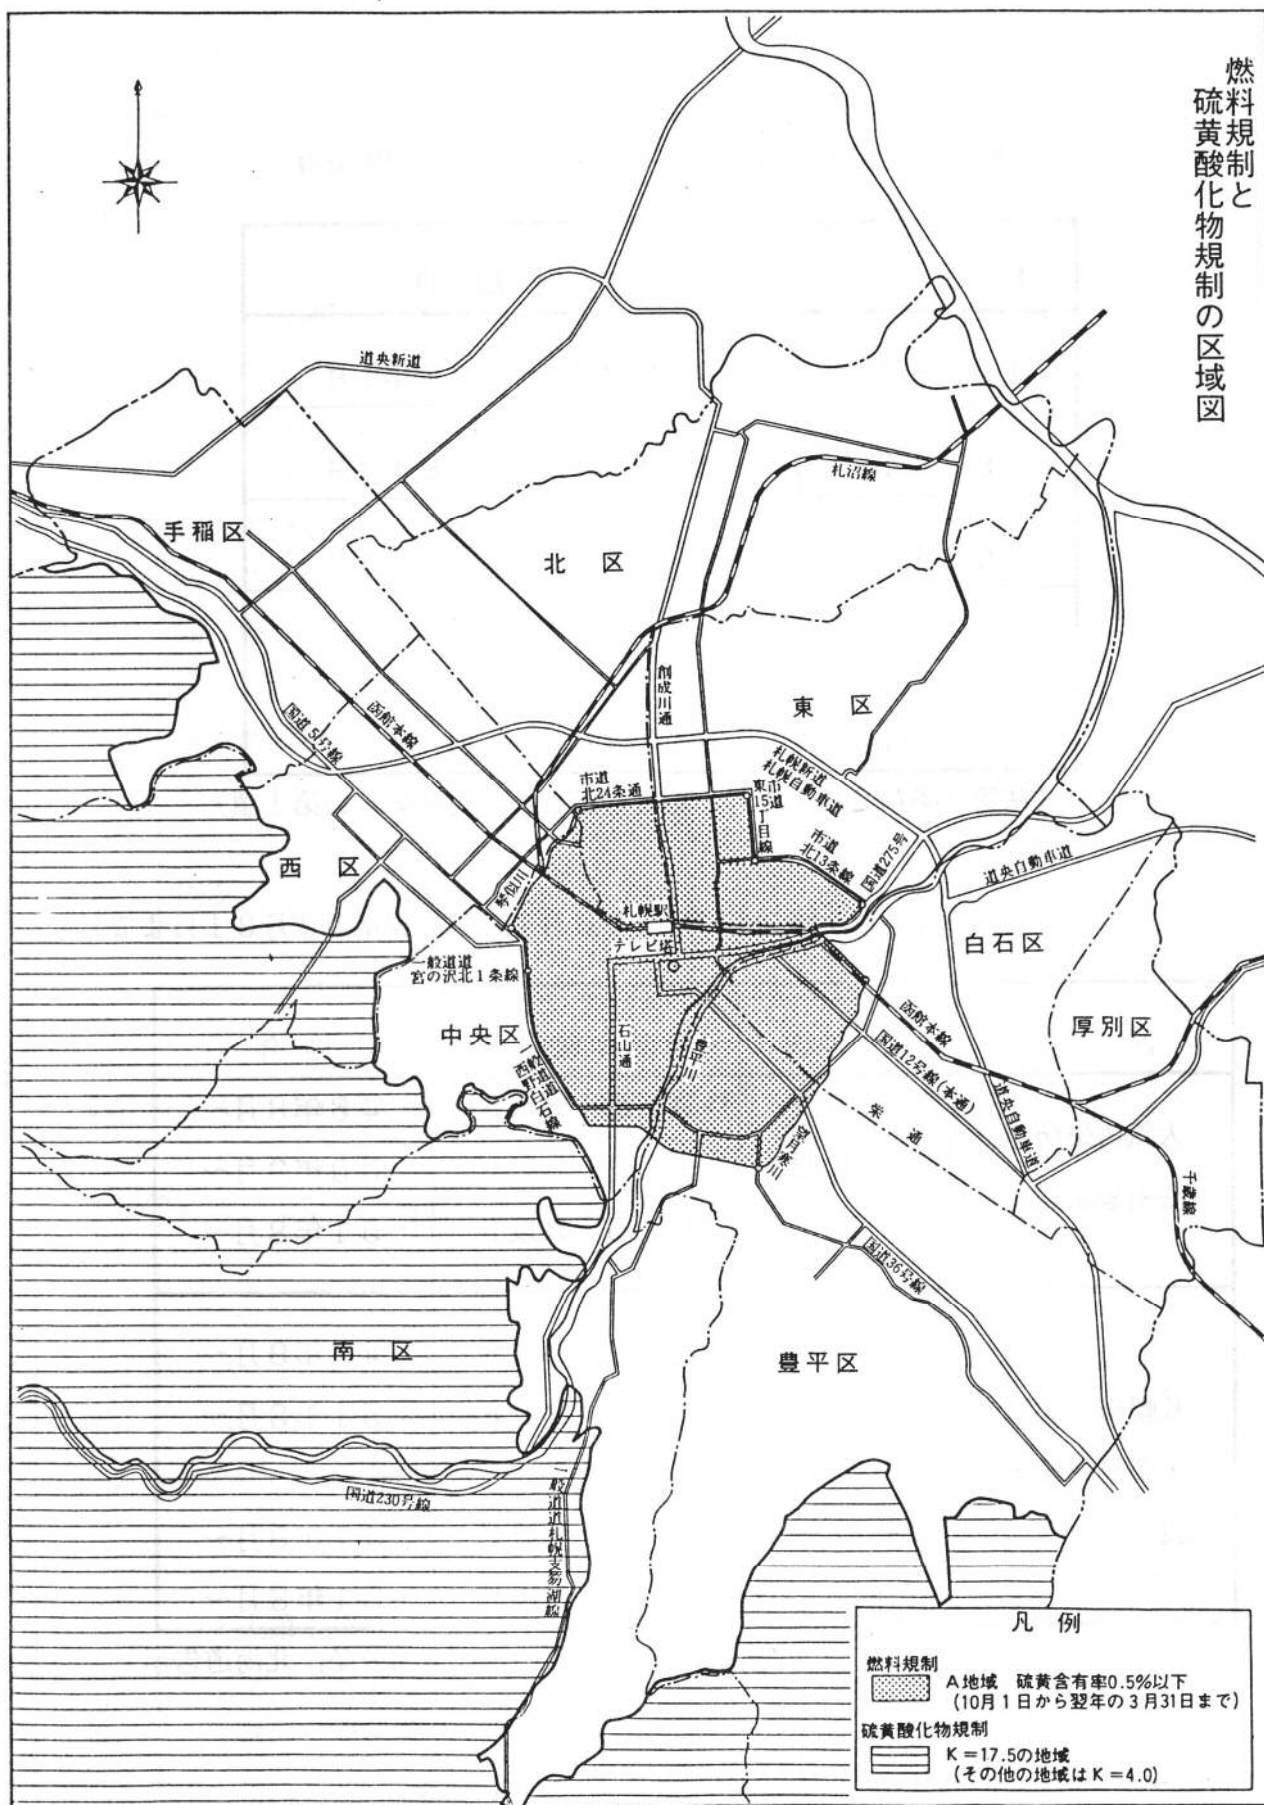 燃料規制と
硫黄酸化物規制の区域図
道央新道
札沼線
手稲区
北区
創成川通
東区
国道5号線
函館本線
札幌新道
札幌自動車道
市道
北24条通
市道
東15丁目線
市道
北13条線
国道275号
道央自動車道
西区
琴似川
札幌駅
テレビ塔
白石区
一般道道
宮の沢北1条線
中央区
石山通
豊平川
函館本線
厚別区
国道12号線(本通)
一般道道
西野白石線
栄通
道央自動車道
望月寒川
千歳線
国道36号線
南区
豊平区
国道230号線
一般道道札幌支笏湖線
凡例
燃料規制
A地域 硫黄含有率0.5%以下
(10月1日から翌年の3月31日まで)
硫黄酸化物規制
K=17.5の地域
(その他の地域はK=4.0)